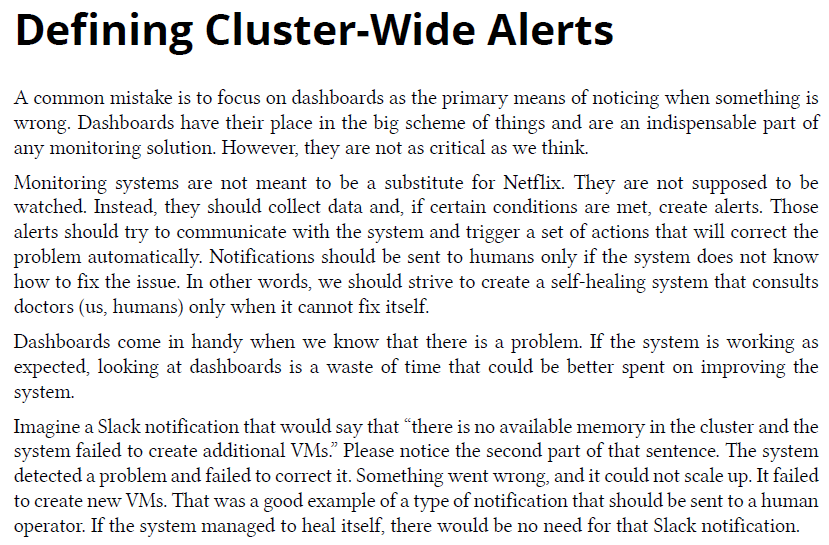 Defining Cluster-Wide Alerts
A common mistake is to focus on dashboards as the primary means of noticing when something is
wrong. Dashboards have their place in the big scheme of things and are an indispensable part of
any monitoring solution. However, they are not as critical as we think.
Monitoring systems are not meant to be a substitute for Netflix. They are not supposed to be
watched. Instead, they should collect data and, if certain conditions are met, create alerts. Those
alerts should try to communicate with the system and trigger a set of actions that will correct the
problem automatically. Notifications should be sent to humans only if the system does not know
how to fix the issue. In other words, we should strive to create a self-healing system that consults
doctors (us, humans) only when it cannot fix itself.
Dashboards come in handy when we know that there is a problem. If the system is working as
expected, looking at dashboards is a waste of time that could be better spent on improving the
system.
Imagine a Slack notification that would say that “there is no available memory in the cluster and the
system failed to create additional VMs.” Please notice the second part of that sentence. The system
detected a problem and failed to correct it. Something went wrong, and it could not scale up. It failed
to create new VMs. That was a good example of a type of notification that should be sent to a human
operator. If the system managed to heal itself, there would be no need for that Slack notification.